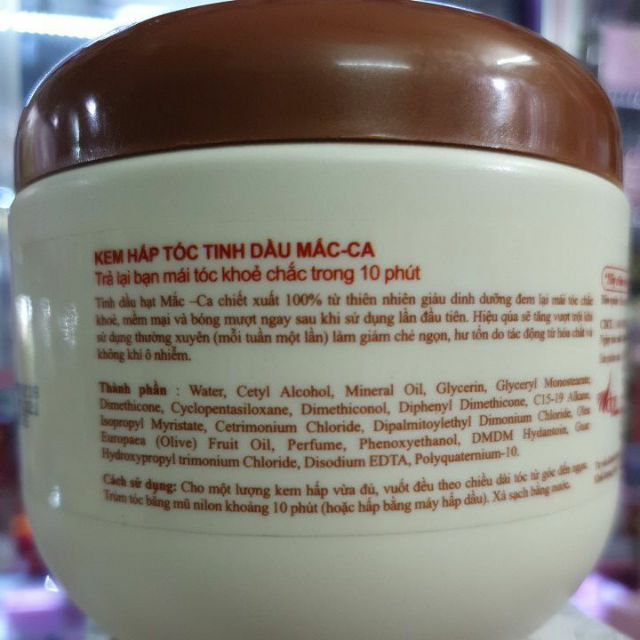 KEM HẤP TÓC TINH DẦU MẮC-CA
Trả lại bạn mái tóc khoẻ chắc trong 10 phút
Tinh dầu hạt Mắc –Ca chiết xuất 100% từ thiên nhiên giàu dinh dưỡng đem lại mái tóc chắc
khoẻ, mềm mại và bóng mượt ngay sau khi sử dụng lần đầu tiên. Hiệu qủa sẽ tăng vượt trội khi
sử dụng thường xuyên (mỗi tuần một lần) làm giảm chẻ ngọn, hư tổn do tác động từ hóa chất và
không khí ô nhiễm.
Thành phần : Water, Cetyl Alcohol, Mineral Oil, Glycerin, Glyceryl Monostearate,
Dimethicone, Cyclopentasiloxane, Dimethiconol, Diphenyl Dimethicone, C15-19 Alkane,
Isopropyl Myristate, Cetrimonium Chloride, Dipalmitoylethyl Dimonium Chloride, Olea
Europaea (Olive) Fruit Oil, Perfume, Phenoxyethanol, DMDM Hydantoin, Guar
Hydroxypropyl trimonium Chloride, Disodium EDTA, Polyquaternium-10.
Cách sử dụng: Cho một lượng kem hấp vừa đủ, vuốt đều theo chiều dài tóc từ gốc đến ngọn.
Trùm tóc bằng mũ nilon khoảng 10 phút (hoặc hấp bằng máy hấp dầu). Xả sạch bằng nước.